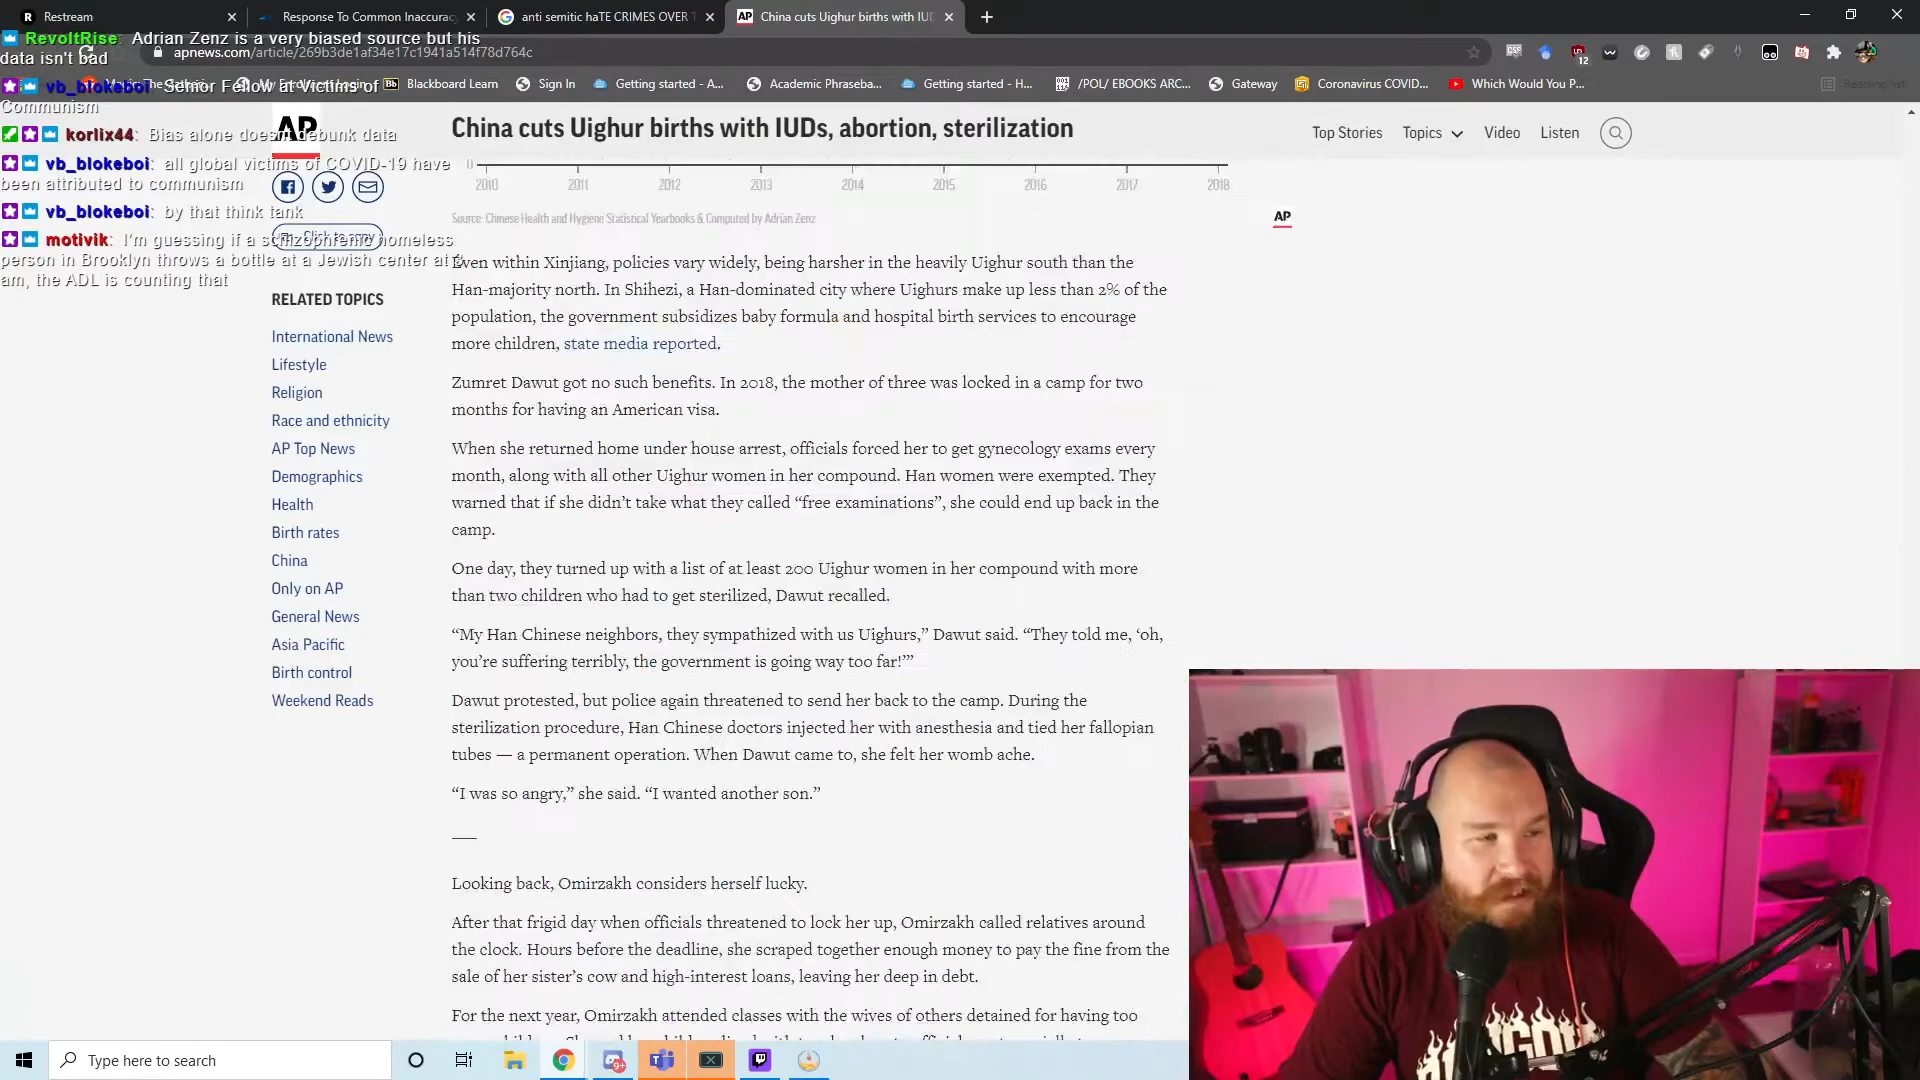 Restream
Response To Common Inaccuracy
anti semitic haTE CRIMES OVER T
China cuts Uighur births with IUD
apnews.com/article/269b3de1af34e17c1941a514f78d764c
12
RevoltRise: Adrian Zenz is a very biased source but his
data isn't bad
vb_blokeboi: Senior Fellow at Victims of
Communism
korlix44: Bias alone doesnt debunk data
vb_blokeboi: all global victims of COVID-19 have
been attributed to communism
vb_blokeboi: by that think tank
motivik: I'm guessing if a schizophrenic homeless
person in Brooklyn throws a bottle at a Jewish center at 2
am, the ADL is counting that
Blackboard Learn
Sign In
Getting started - A...
Academic Phraseba...
Getting started - H...
/POL/ EBOOKS ARC...
Gateway
Coronavirus COVID...
Which Would You P...
Reading list
AP
China cuts Uighur births with IUDs, abortion, sterilization
Top Stories
Topics
Video
Listen
Click to copy
RELATED TOPICS
International News
Lifestyle
Religion
Race and ethnicity
AP Top News
Demographics
Health
Birth rates
China
Only on AP
General News
Asia Pacific
Birth control
Weekend Reads
0
2010 2011 2012 2013 2014 2015 2016 2017 2018
Source: Chinese Health and Hygiene Statistical Yearbooks & Computed by Adrian Zenz
AP
Even within Xinjiang, policies vary widely, being harsher in the heavily Uighur south than the
Han-majority north. In Shihezi, a Han-dominated city where Uighurs make up less than 2% of the
population, the government subsidizes baby formula and hospital birth services to encourage
more children, state media reported.
Zumret Dawut got no such benefits. In 2018, the mother of three was locked in a camp for two
months for having an American visa.
When she returned home under house arrest, officials forced her to get gynecology exams every
month, along with all other Uighur women in her compound. Han women were exempted. They
warned that if she didn’t take what they called “free examinations”, she could end up back in the
camp.
One day, they turned up with a list of at least 200 Uighur women in her compound with more
than two children who had to get sterilized, Dawut recalled.
“My Han Chinese neighbors, they sympathized with us Uighurs,” Dawut said. “They told me, ‘oh,
you’re suffering terribly, the government is going way too far!’”
Dawut protested, but police again threatened to send her back to the camp. During the
sterilization procedure, Han Chinese doctors injected her with anesthesia and tied her fallopian
tubes — a permanent operation. When Dawut came to, she felt her womb ache.
“I was so angry,” she said. “I wanted another son.”
Looking back, Omirzakh considers herself lucky.
After that frigid day when officials threatened to lock her up, Omirzakh called relatives around
the clock. Hours before the deadline, she scraped together enough money to pay the fine from the
sale of her sister’s cow and high-interest loans, leaving her deep in debt.
For the next year, Omirzakh attended classes with the wives of others detained for having too
Type here to search